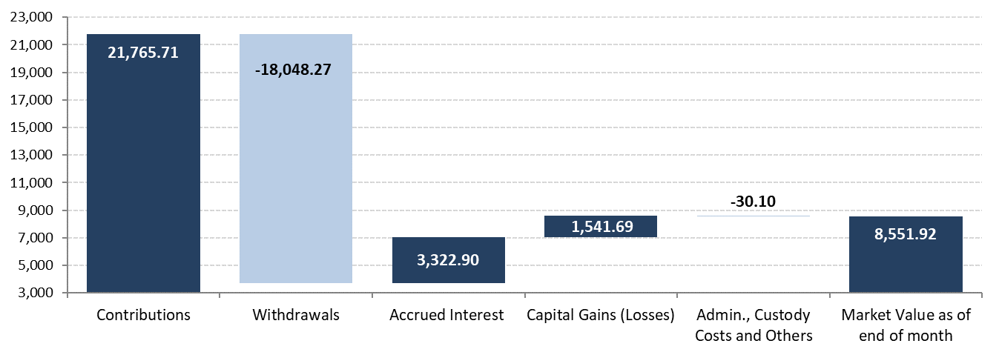 23,000
21,000
19,000
17,000
15,000
13,000
11,000
9,000
7,000
5,000
3,000
21,765.71
-18,048.27
3,322.90
1,541.69
-30.10
8,551.92
Contributions
Withdrawals
Accrued Interest
Capital Gains (Losses)
Admin., Custody
Costs and Others
Market Value as of
end of month